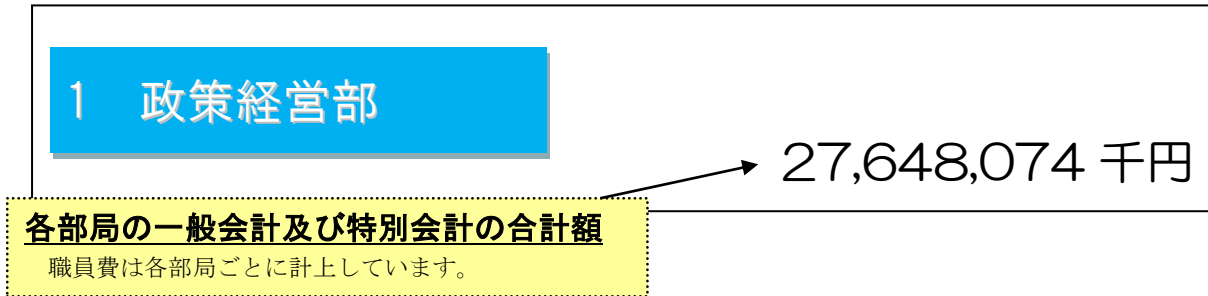 1　政策経営部
27,648,074 千円
各部局の一般会計及び特別会計の合計額
職員費は各部局ごとに計上しています。